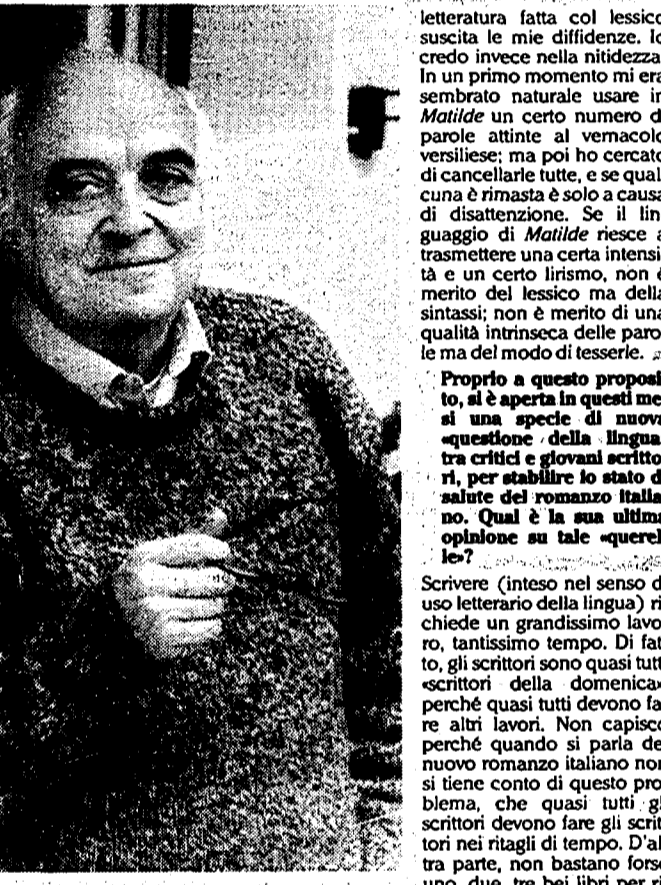 letteratura fatta col lessico
suscita le mie diffidenze. Io
credo invece nella nitidezza.
In un primo momento mi era
sembrato naturale usare in
Matilde un certo numero di
parole attinte al vernacolo
versiliese; ma poi ho cercato
di cancellarle tutte, e se qual
cuna è rimasta è solo a causa
di disattenzione. Se il lin
guaggio di Matilde riesce a
trasmettere una certa intensi
tà e un certo lirismo, non è
merito del lessico ma della
sintassi; non è merito di una
qualità intrinseca delle paro
le ma del modo di tesserle.
Proprio a questo proposi
to, si è aperta in questi me
si una specie di nuova
«questione della lingua
tra critici e giovani scritto
ri, per stabilire lo stato di
salute del romanzo italia
no. Qual è la sua ultima
opinione su tale «querel
le»?
Scrivere (inteso nel senso di
uso letterario della lingua) ri
chiede un grandissimo lavo
ro, tantissimo tempo. Di fat
to, gli scrittori sono quasi tutti
«scrittori della domenica»
perché quasi tutti devono fa
re altri lavori. Non capisco
perché quando si parla del
nuovo romanzo italiano non
si tiene conto di questo pro
blema, che quasi tutti gli
scrittori devono fare gli scrit
tori nei ritagli di tempo. D'al
tra parte, non bastano forse
uno, due, tre bei libri per ri